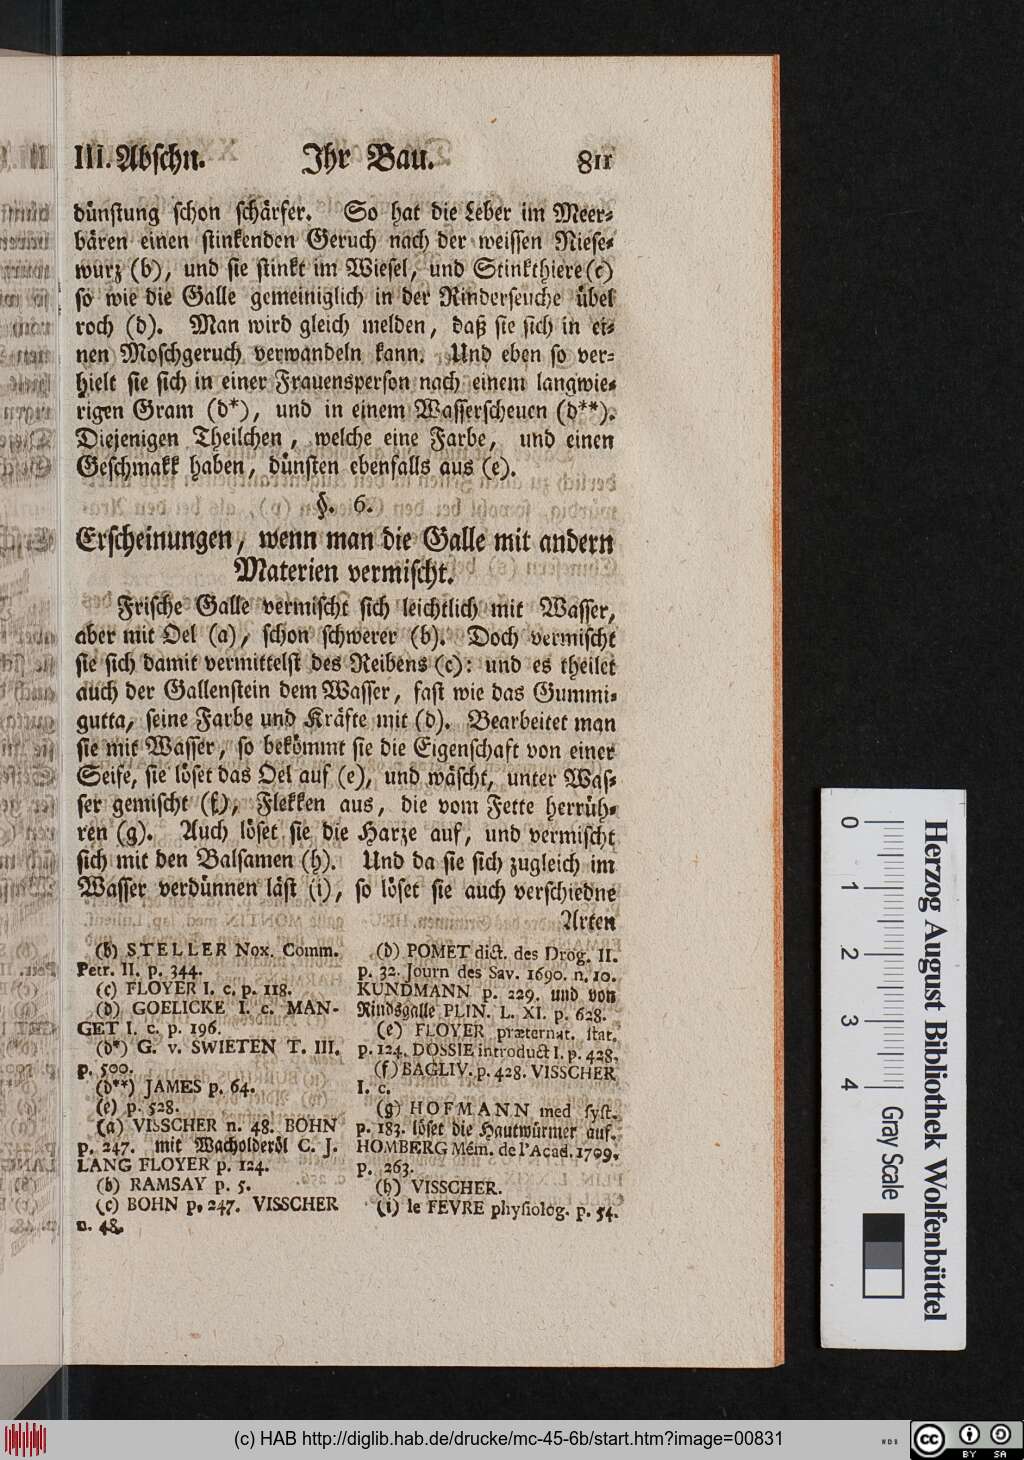 III. Abschn. Ihr Bau. 811
dünstung schon schärfer. So hat die Leber im Meer-
bären einen stinkenden Geruch nach der weissen Niese-
wurz (b), und sie stinkt im Wiesel, und Stinkthiere (c)
so wie die Galle gemeiniglich in der Rinderseuche übel
roch (d). Man wird gleich melden, daß sie sich in ei-
nen Moschgeruch verwandeln kann. Und eben so ver-
hielt sie sich in einer Frauensperson nach einem langwie-
rigen Gram (d*), und in einem Wasserscheuen (d**).
Diejenigen Theilchen, welche eine Farbe, und einen
Geschmakk haben, dünsten ebenfalls aus (e).
§. 6.
Erscheinungen, wenn man die Galle mit andern
Materien vermischt.
Frische Galle vermischt sich leichtlich mit Wasser,
aber mit Oel (a), schon schwerer (b). Doch vermischt
sie sich damit vermittelst des Reibens (c): und es theilet
auch der Gallenstein dem Wasser, fast wie das Gummi-
gutta, seine Farbe und Kräfte mit (d). Bearbeitet man
sie mit Wasser, so bekömmt sie die Eigenschaft von einer
Seife, sie löset das Oel auf (e), und wäscht, unter Was-
ser gemischt (f), Flekken aus, die vom Fette herrüh-
ren (g). Auch löset sie die Harze auf, und vermischt
sich mit den Balsamen (h). Und da sie sich zugleich im
Wasser verdünnen läst (i), so löset sie auch verschiedne
Arten
(b) STELLER Nox. Comm.
Petr. II. p. 344.
(c) FLOYER I. c. p. 118.
(d) GOELICKE I. c. MAN-
GET I. c. p. 196.
(d*) G. v. SWIETEN T. III.
p. 500.
(d**) JAMES p. 64.
(e) p. 528.
(a) VISSCHER n. 48. BOHN
p. 247. mit Wacholderöl C. J.
LANG FLOYER p. 124.
(b) RAMSAY p. 5.
(c) BOHN p. 247. VISSCHER
n. 48.
(d) POMET dict. des Drog. II.
p. 32. Journ des Sav. 1690. n. 10.
KUNDMANN p. 229. und von
Rindsgalle PLIN. L. XI. p. 628.
(e) FLOYER præternat. stat.
p. 124. DOSSIE introduct I. p. 428.
(f) BAGLIV. p. 428. VISSCHER
I. c.
(g) HOFMANN med syst.
p. 183. löset die Hautwürmer auf.
HOMBERG Mém. de l'Acad. 1709.
p. 263.
(h) VISSCHER.
(i) le FEVRE physiolog. p. 54.
Herzog August Bibliothek Wolfenbüttel
0 1 2 3 4 Gray Scale
(c) HAB http://diglib.hab.de/drucke/mc-45-6b/start.htm?image=00831
WDB
cc BY SA